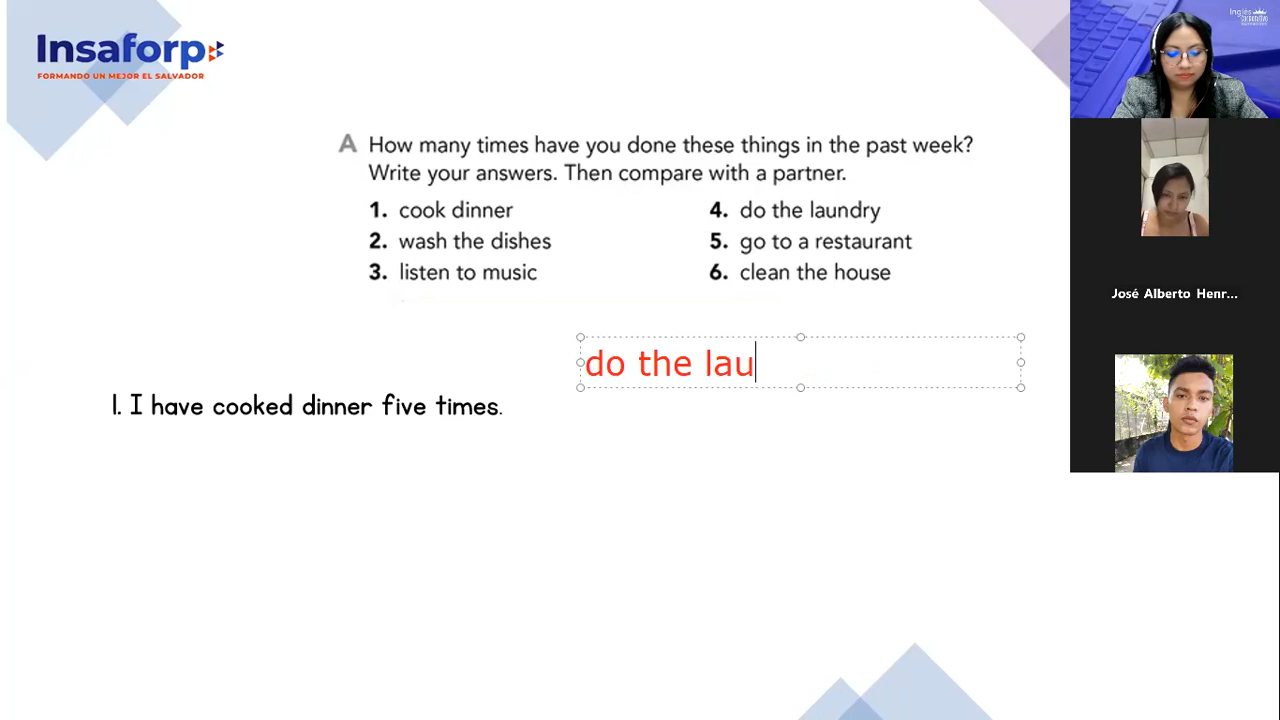 Insaforp
FORMANDO UN MEJOR EL SALVADOR
Inglés
A How many times have you done these things in the past week?
Write your answers. Then compare with a partner.
1. cook dinner
2. wash the dishes
3. listen to music
4. do the laundry
5. go to a restaurant
6. clean the house
do the lau
1. I have cooked dinner five times.
José Alberto Henr...